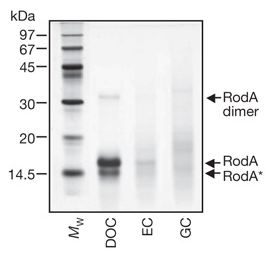 kDa
97
67
45
30
20
14.5
RodA
dimer
RodA
RodA*
MW
DOC
EC
GC